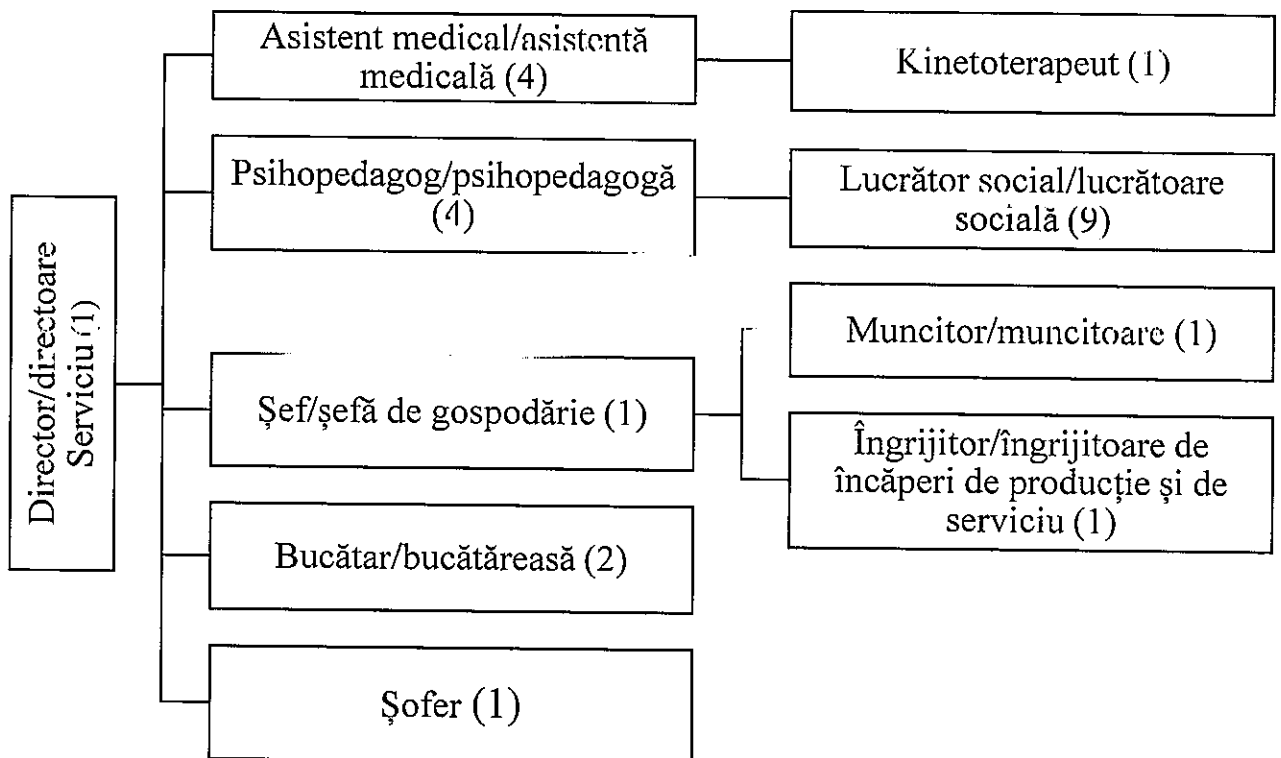 Asistent medical/asistentă
medicală (4)
Kinetoterapeut (1)
Psihopedagog/psihopedagogă
(4)
Lucrător social/lucrătoare
socială (9)
Director/directoare
Serviciu (1)
Muncitor/muncitoare (1)
Șef/șefă de gospodărie (1)
Îngrijitor/îngrijitoare de
încăperi de producție și de
serviciu (1)
Bucătar/bucătăreasă (2)
Șofer (1)